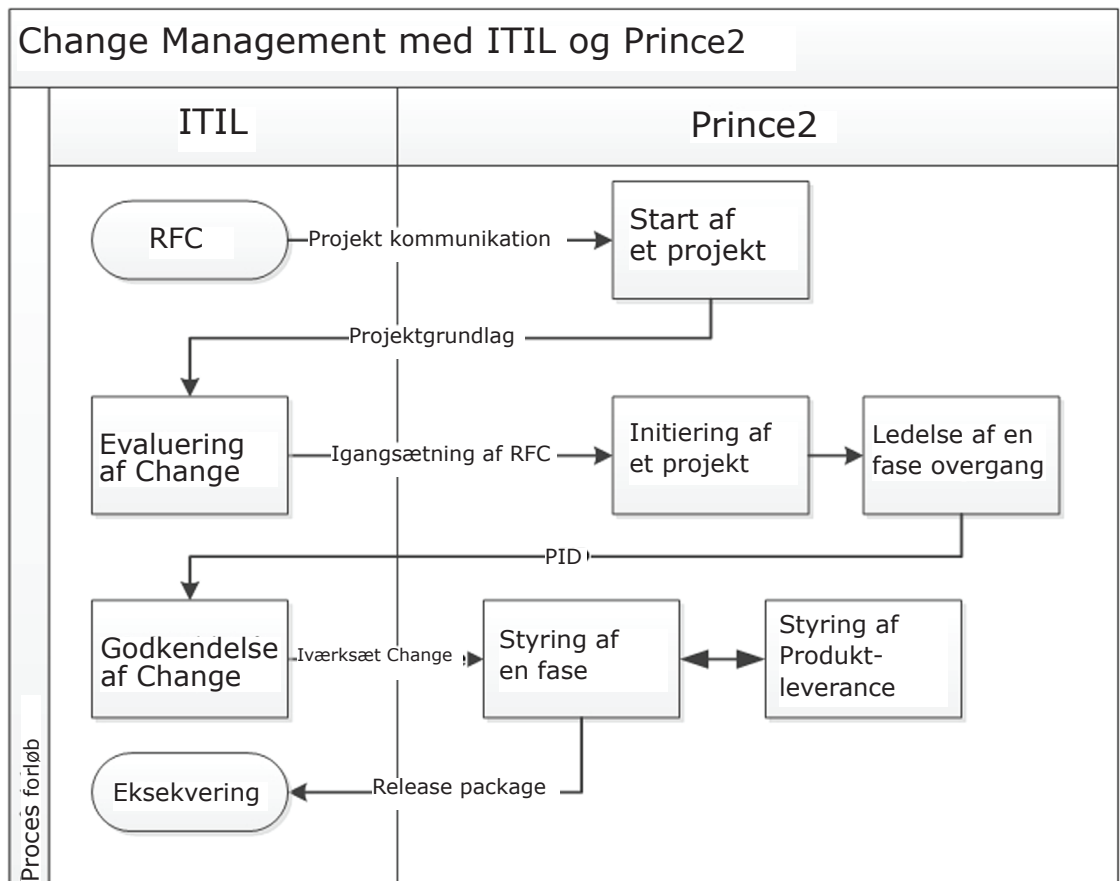 Change Management med ITIL og Prince2
ITIL
Prince2
RFC
Projekt kommunikation
Start af
et projekt
Projektgrundlag
Evaluering
af Change
Igangsætning af RFC
Initiering af
et projekt
Ledelse af en
fase overgang
PID
Godkendelse
af Change
Iværksæt Change
Styring af
en fase
Styring af
Produkt-
leverance
Eksekvering
Release package
Proces forløb